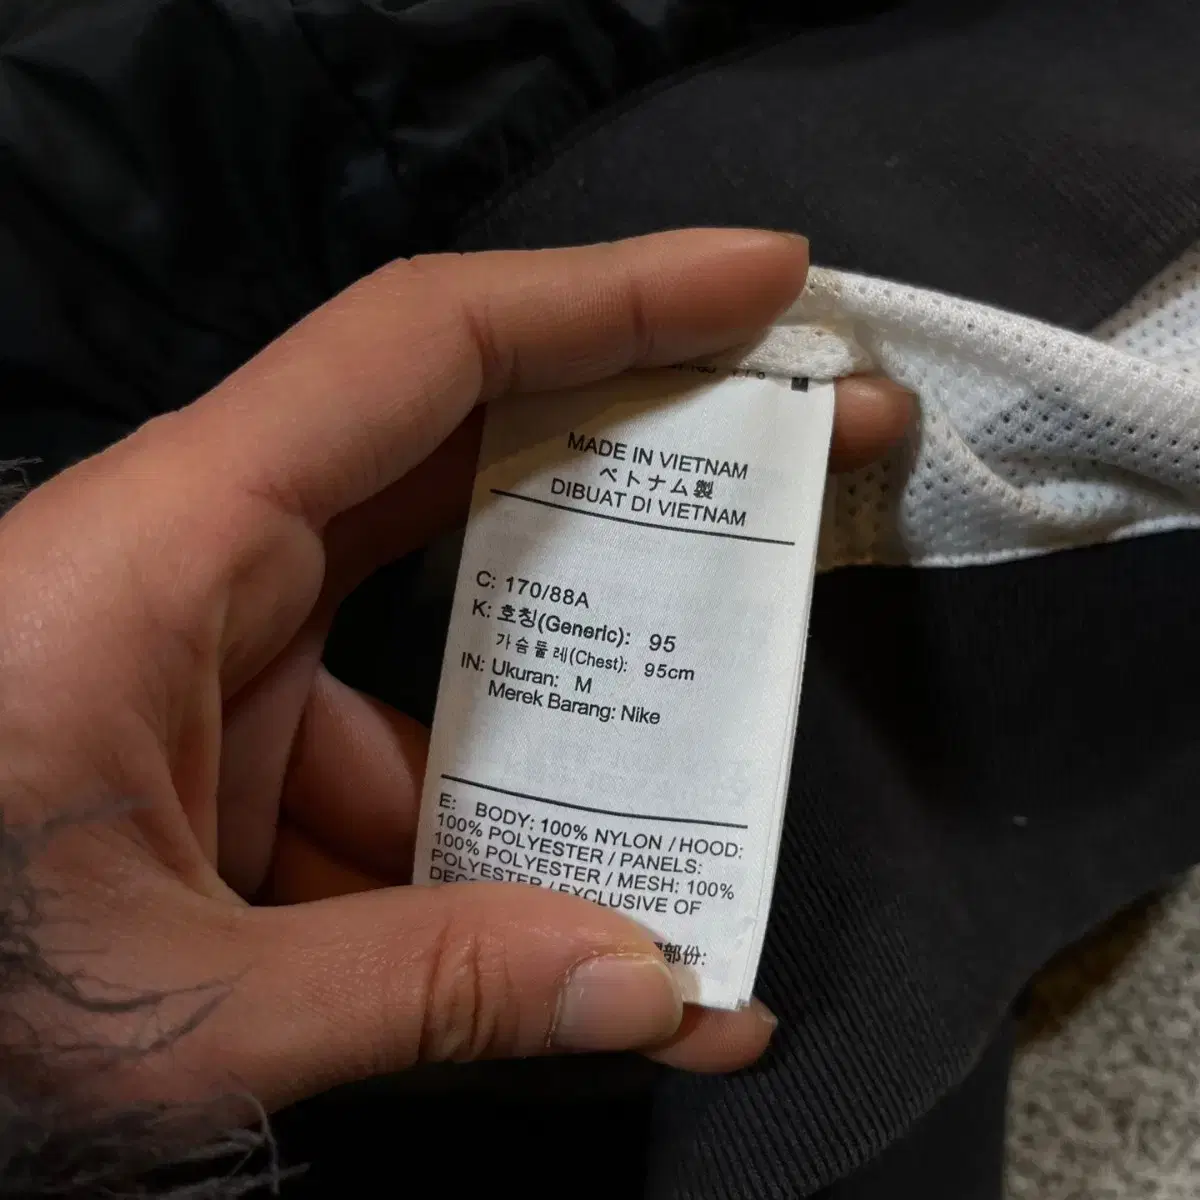 MADE IN VIETNAM
ベトナム製
DIBUAT DI VIETNAM
C: 170/88A
K: 호칭(Generic): 95
가슴둘레(Chest): 95cm
IN: Ukuran: M
Merek Barang: Nike
E: BODY: 100% NYLON / HOOD:
100% POLYESTER / PANELS:
100% POLYESTER / MESH: 100%
POLYESTER / EXCLUSIVE OF
部份: